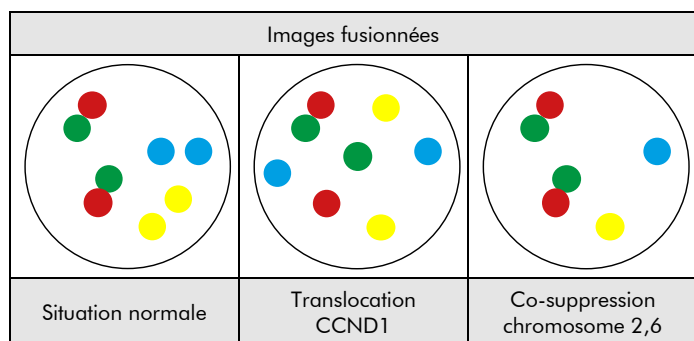 Images fusionnées
Situation normale
Translocation
CCND1
Co-suppression
chromosome 2,6